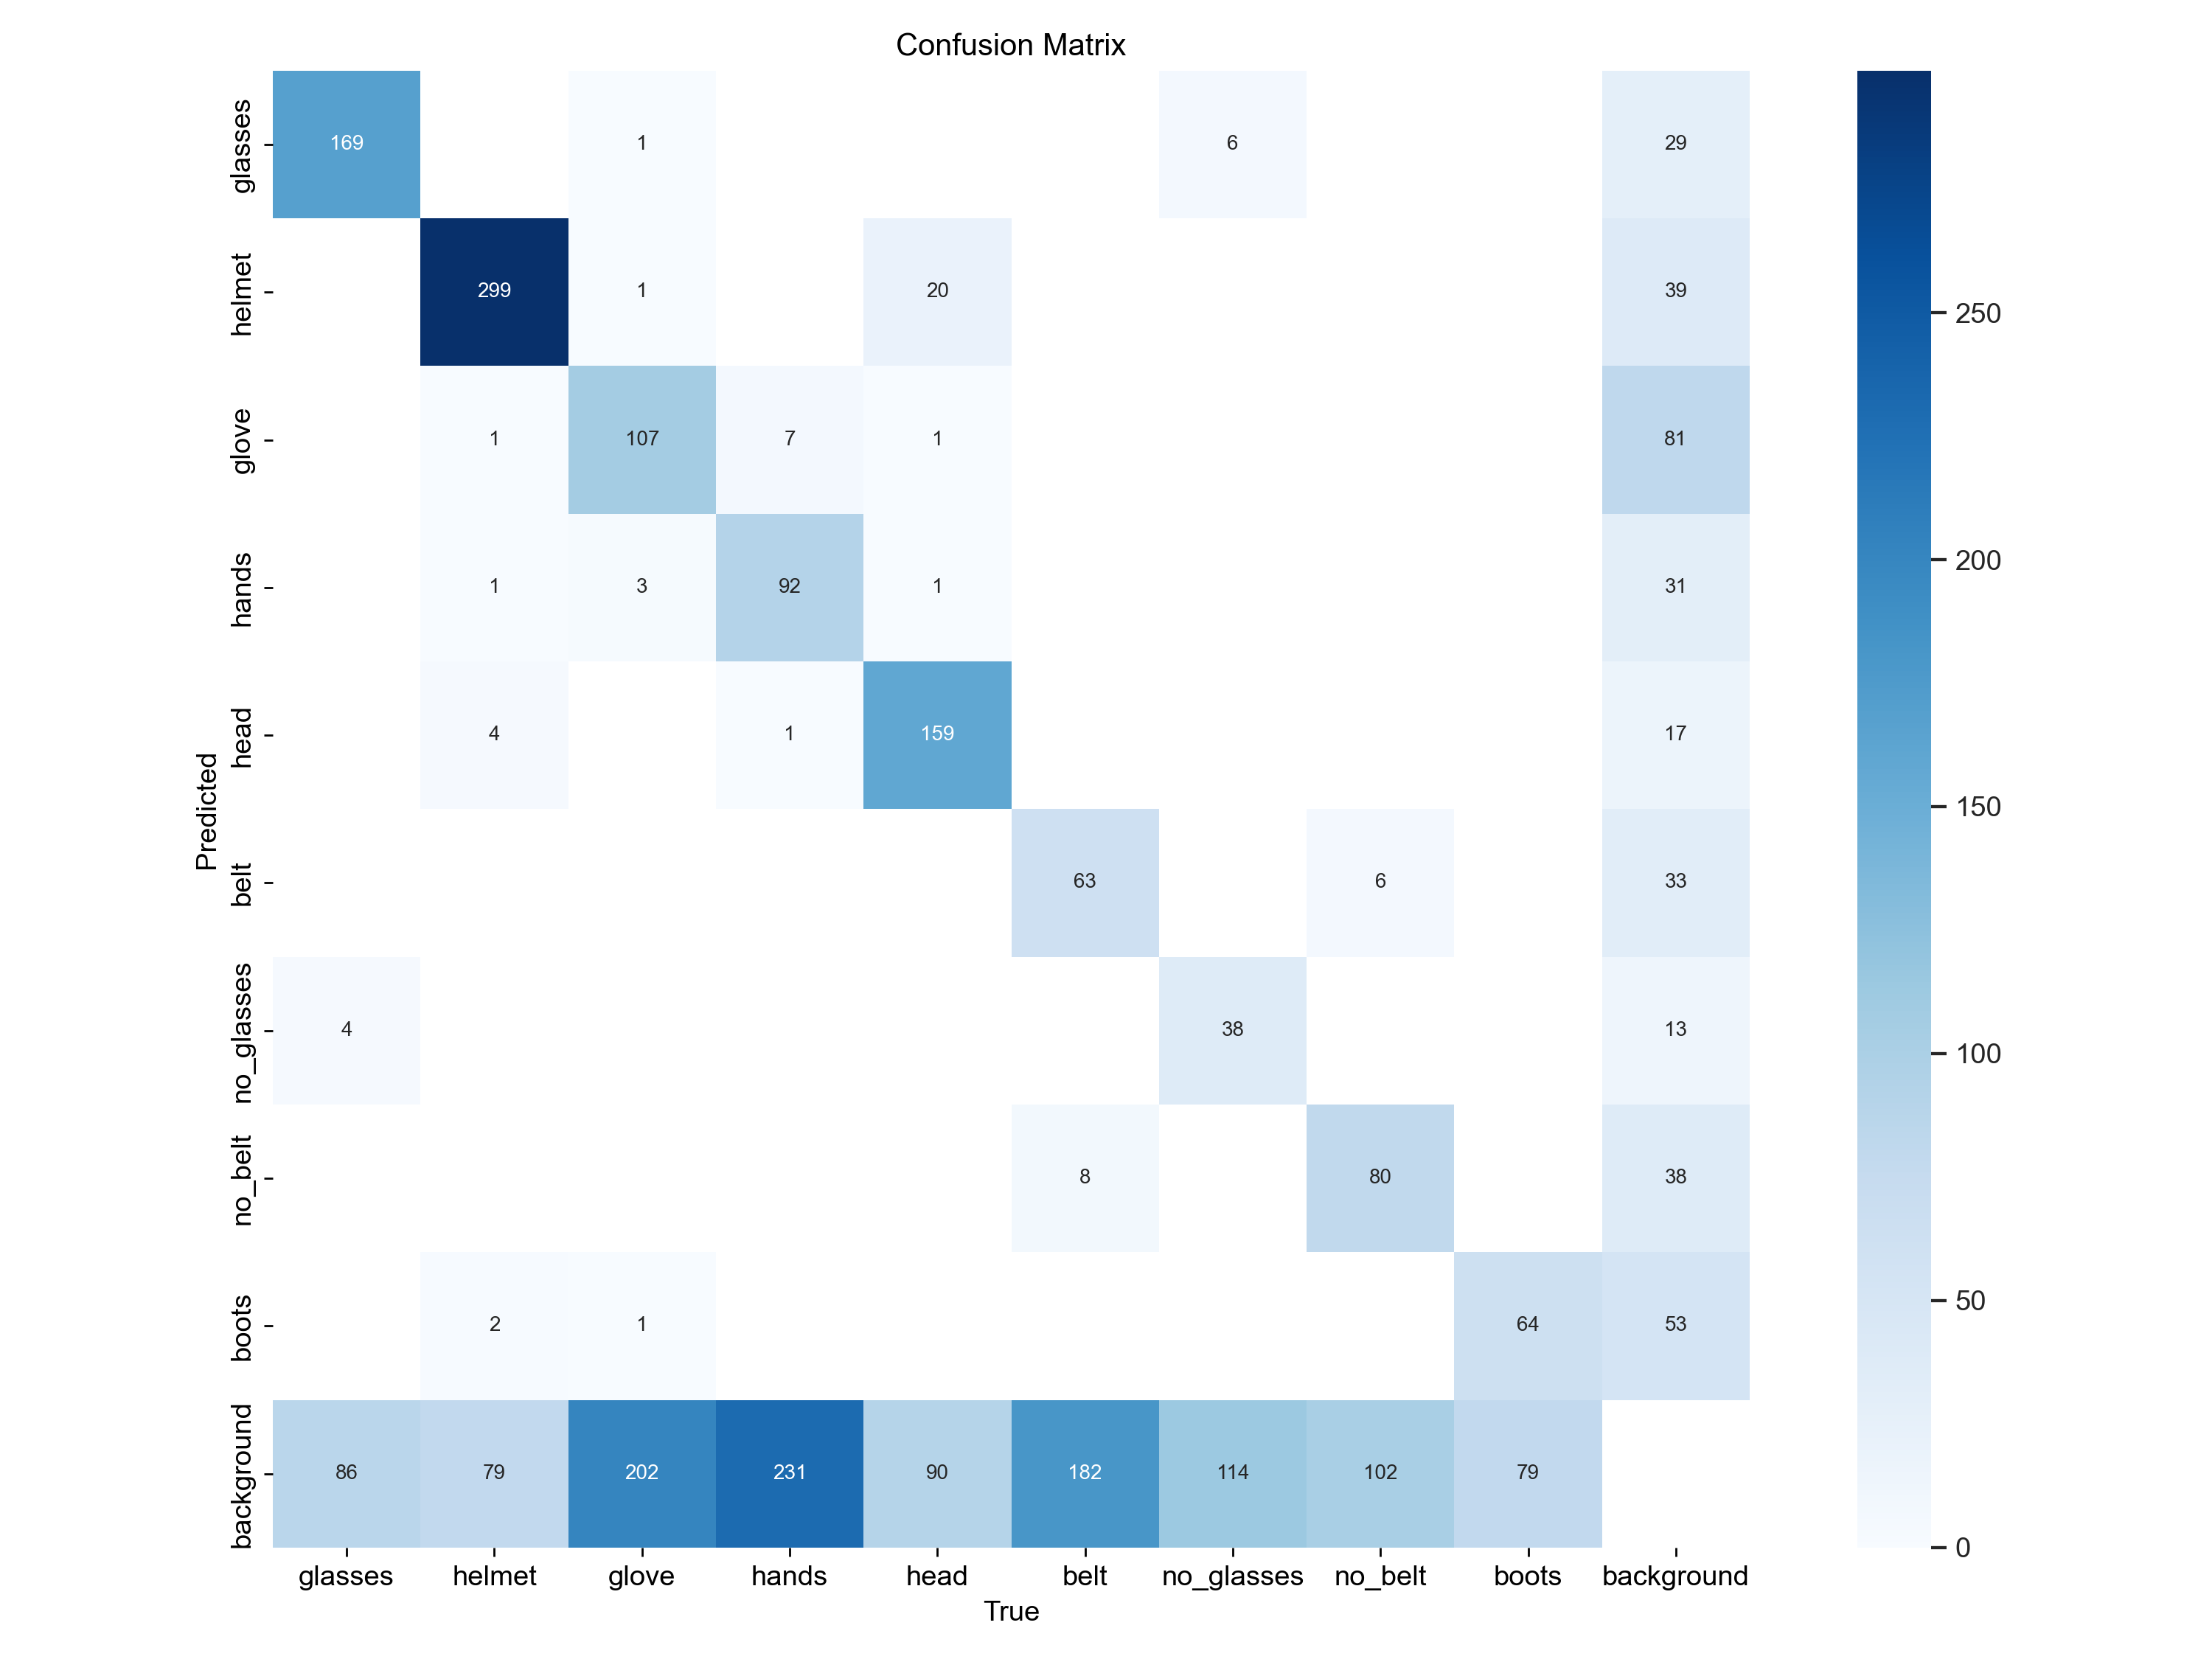 Confusion Matrix
Predicted
glasses 169 1 6 29
helmet 299 1 20 39
glove 1 107 7 1 81
hands 1 3 92 1 31
head 4 1 159 17
belt 63 6 33
no_glasses 4 38 13
no_belt 8 80 38
boots 2 1 64 53
background 86 79 202 231 90 182 114 102 79
glasses helmet glove hands head belt no_glasses no_belt boots background
True
250
200
150
100
50
0